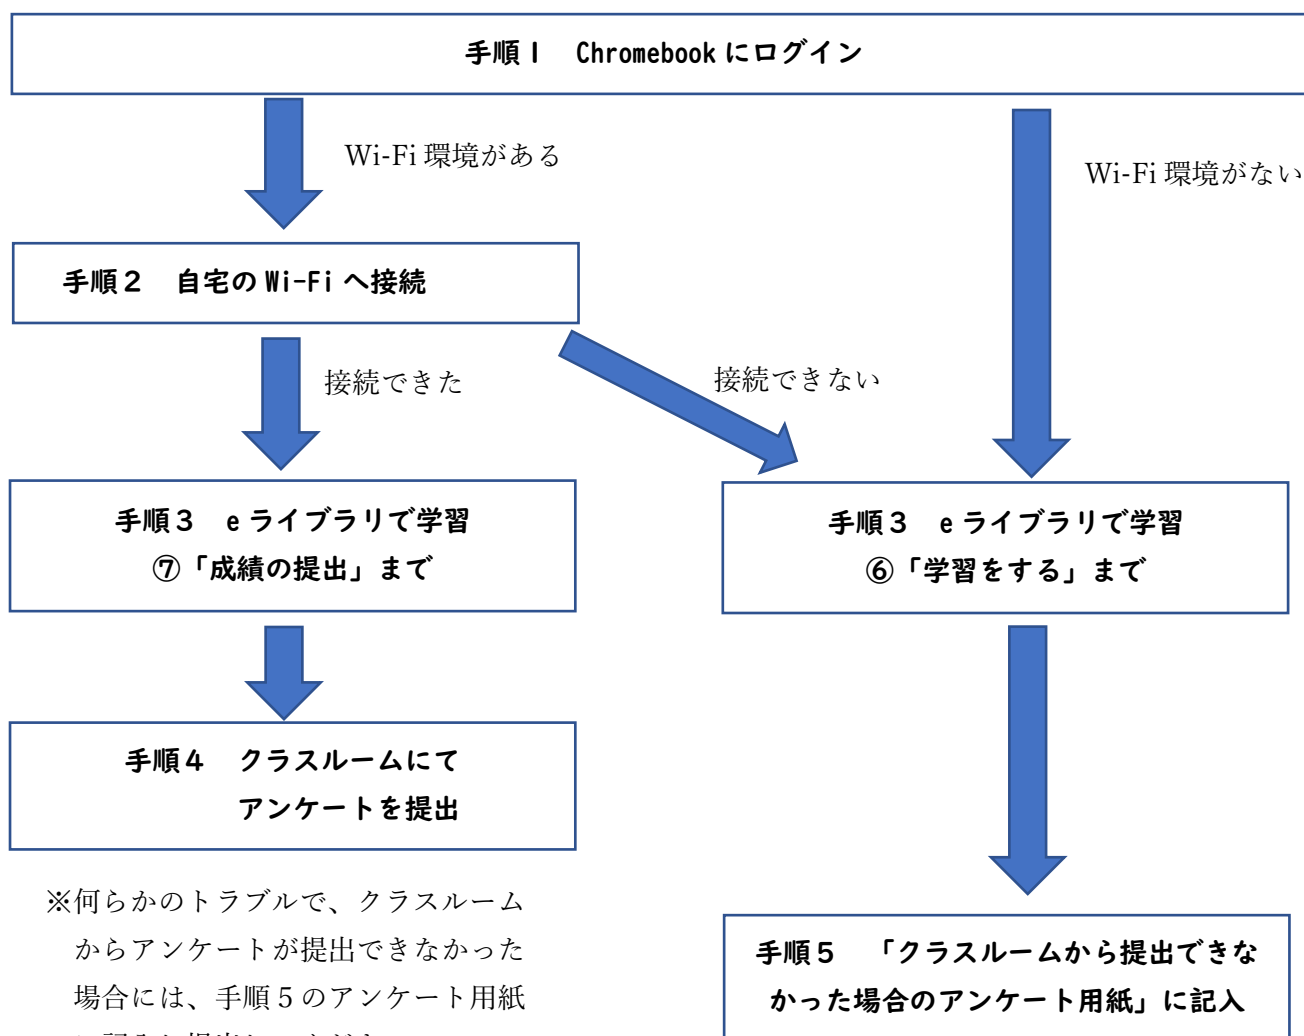 手順１　Chromebook にログイン
Wi-Fi 環境がある
Wi-Fi 環境がない
手順２　自宅の Wi-Fi へ接続
接続できた
接続できない
手順３　e ライブラリで学習
⑦「成績の提出」まで
手順３　e ライブラリで学習
⑥「学習をする」まで
手順４　クラスルームにて
アンケートを提出
※何らかのトラブルで、クラスルーム
からアンケートが提出できなかった
場合には、手順５のアンケート用紙
手順５　「クラスルームから提出できな
かった場合のアンケート用紙」に記入